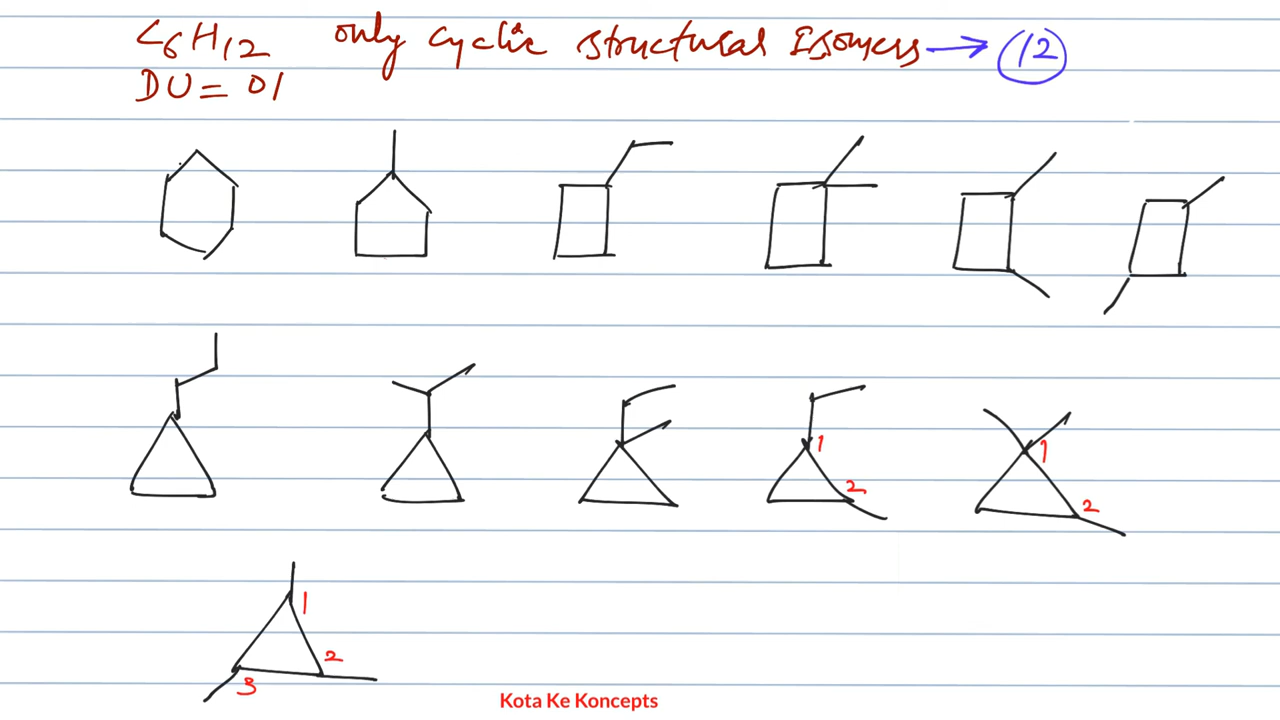 C6H12 only cyclic structural Isomers → 12
DU = 01
1
2
1
2
1
2
3
Kota Ke Koncepts